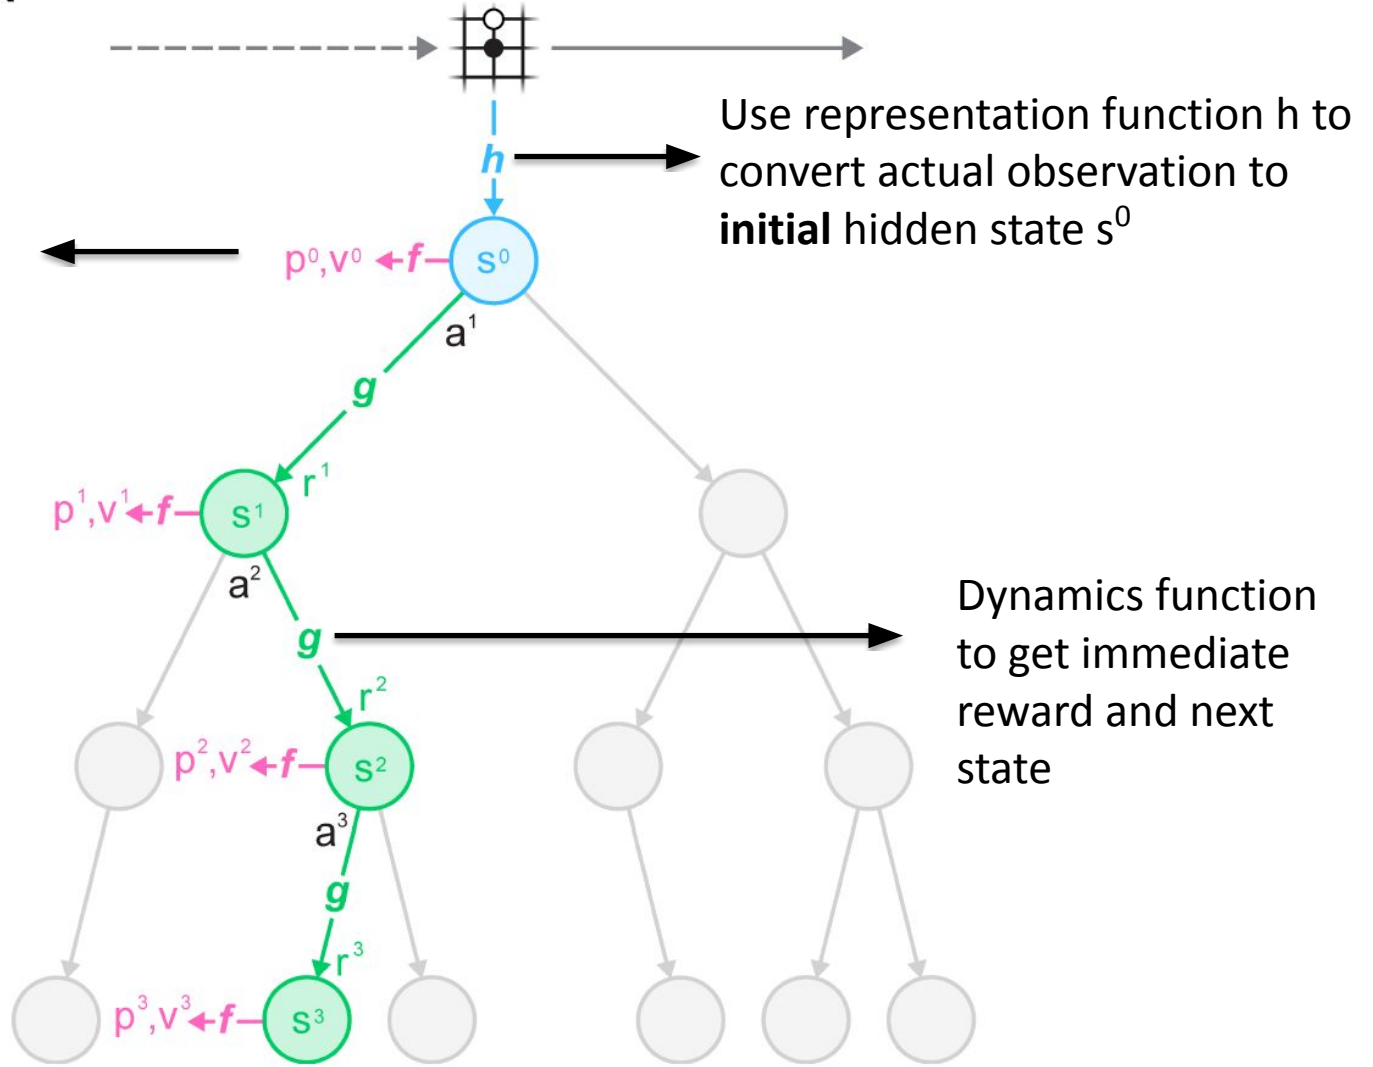 Use representation function h to
convert actual observation to
initial hidden state s⁰
h
p⁰,v⁰ f s⁰
a¹
g
r¹
p¹,v¹ f s¹
a²
g
Dynamics function
to get immediate
reward and next
state
r²
p²,v² f s²
a³
g
r³
p³,v³ f s³